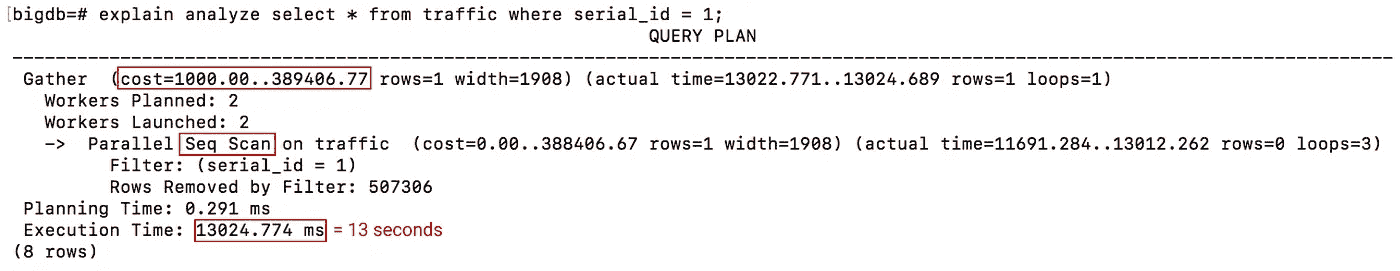 [bigdb=# explain analyze select * from traffic where serial_id = 1;
QUERY PLAN
-----------------------------------------------------------------------------------------------------------------------------
Gather (cost=1000.00..389406.77 rows=1 width=1908) (actual time=13022.771..13024.689 rows=1 loops=1)
Workers Planned: 2
Workers Launched: 2
-> Parallel Seq Scan on traffic (cost=0.00..388406.67 rows=1 width=1908) (actual time=11691.284..13012.262 rows=0 loops=3)
Filter: (serial_id = 1)
Rows Removed by Filter: 507306
Planning Time: 0.291 ms
Execution Time: 13024.774 ms = 13 seconds
(8 rows)